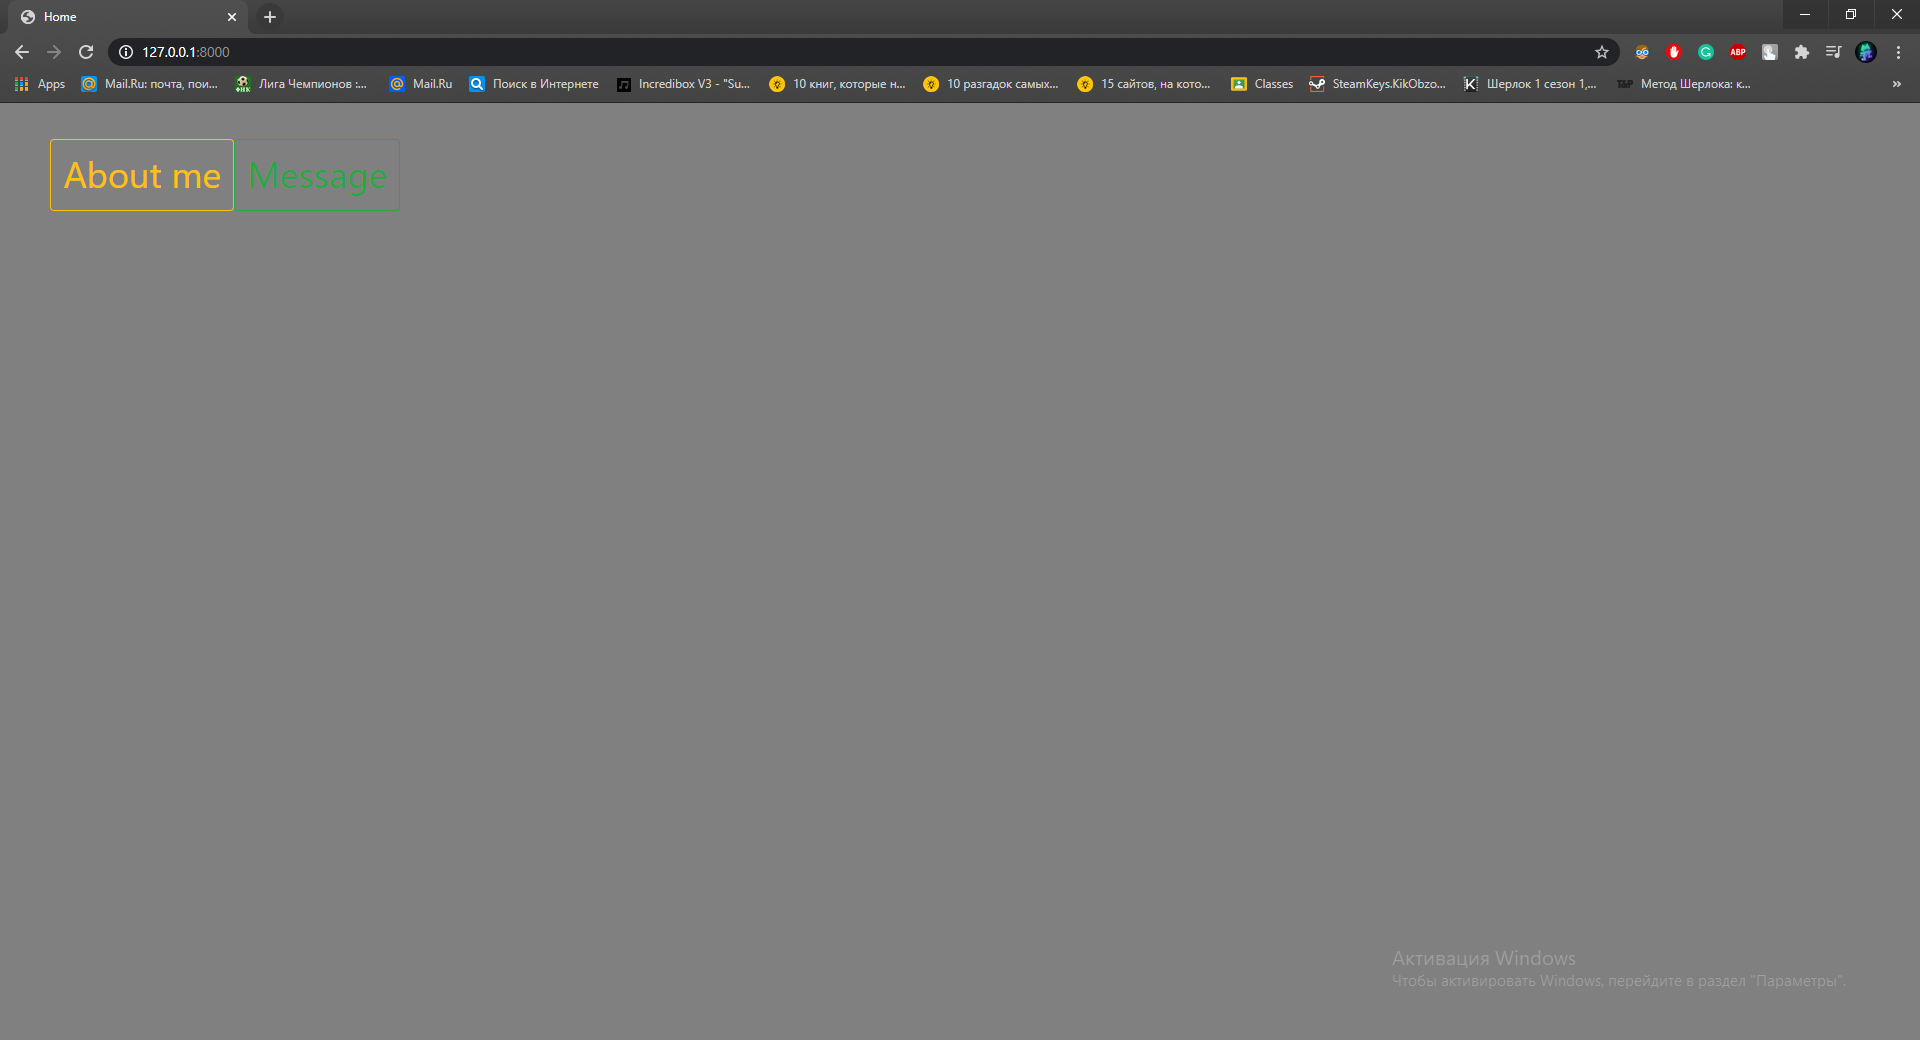 Home
127.0.0.1:8000
ABP
Apps
Mail.Ru: почта, пои...
Лига Чемпионов :...
Mail.Ru
Поиск в Интернете
Incredibox V3 - "Su...
10 книг, которые н...
10 разгадок самых...
15 сайтов, на кото...
Classes
SteamKeys.KikObzo...
K
Шерлок 1 сезон 1,...
T&P
Метод Шерлока: к...
»
About me
Message
Активация Windows
Чтобы активировать Windows, перейдите в раздел "Параметры".